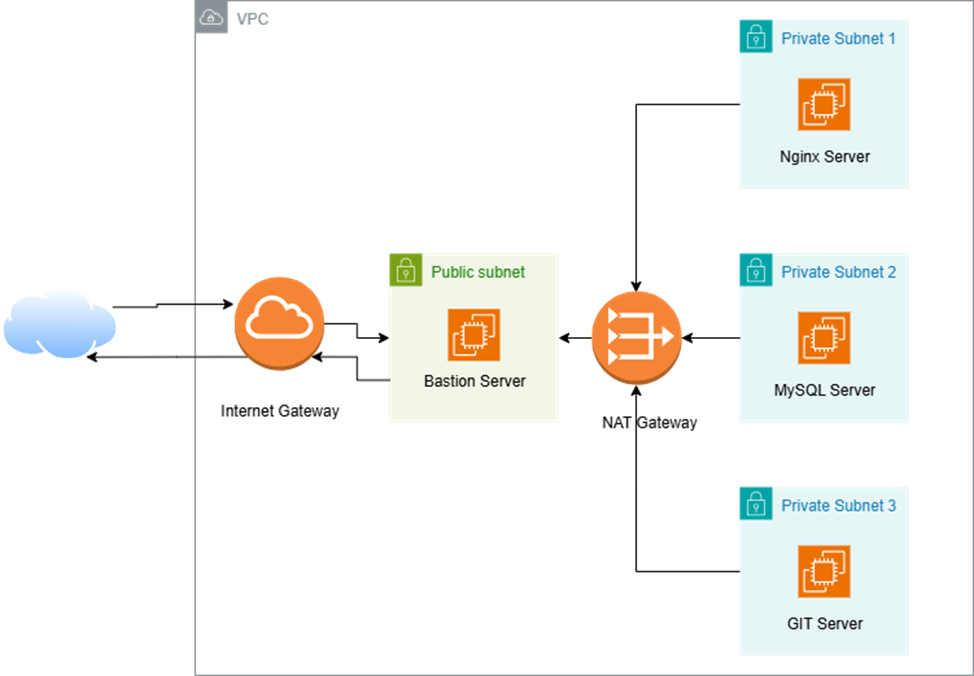 VPC
Private Subnet 1
Nginx Server
Public subnet
Bastion Server
Internet Gateway
NAT Gateway
Private Subnet 2
MySQL Server
Private Subnet 3
GIT Server